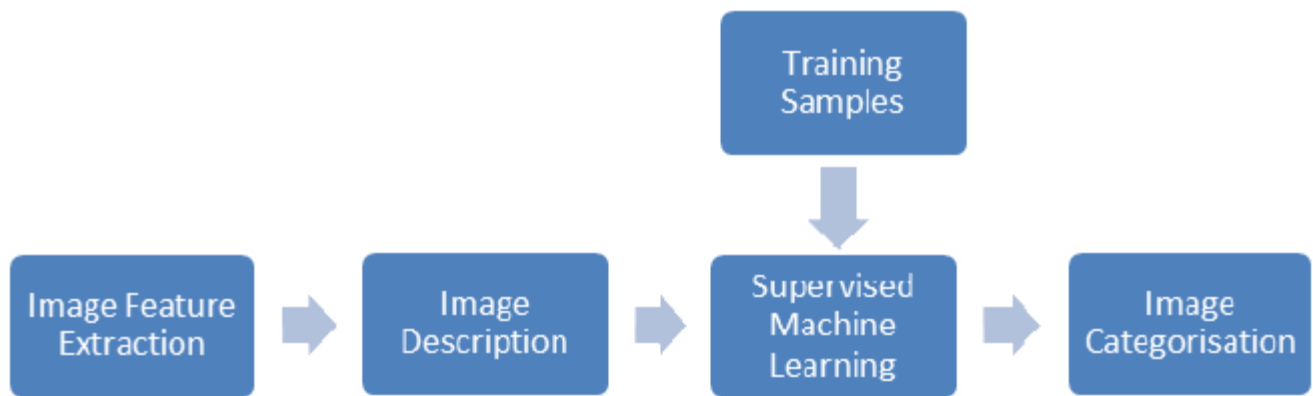 Training
Samples
Image Feature
Extraction
Image
Description
Supervised
Machine
Learning
Image
Categorisation